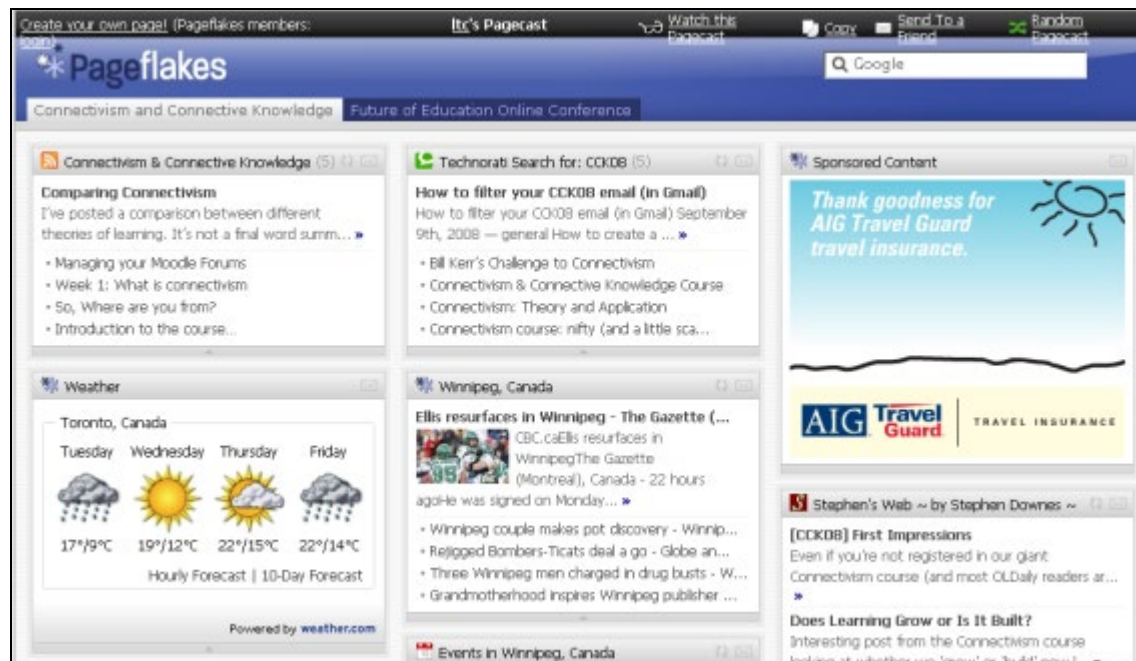 Create your own page! (Pageflakes members:
login)
ltc's Pagecast
Watch this
Pagecast
Copy
Send To a
Friend
Random
Pagecast
Pageflakes
Google
Connectivism and Connective Knowledge
Future of Education Online Conference
Connectivism & Connective Knowledge (5)
Comparing Connectivism
I've posted a comparison between different
theories of learning. It's not a final word summ... »
• Managing your Moodle Forums
• Week 1: What is connectivism
• So, Where are you from?
• Introduction to the course...
Weather
Toronto, Canada
Tuesday Wednesday Thursday Friday
17°/9°C 19°/12°C 22°/15°C 22°/14°C
Hourly Forecast | 10-Day Forecast
Powered by weather.com
Technorati Search for: CCK08 (5)
How to filter your CCK08 email (in Gmail)
How to filter your CCK08 email (in Gmail) September
9th, 2008 — general How to create a ... »
• Bill Kerr's Challenge to Connectivism
• Connectivism & Connective Knowledge Course
• Connectivism: Theory and Application
• Connectivism course: nifty (and a little sca...
Winnipeg, Canada
Ellis resurfaces in Winnipeg - The Gazette (...
CBC.caEllis resurfaces in
WinnipegThe Gazette
(Montreal), Canada - 22 hours
agoHe was signed on Monday... »
• Winnipeg couple makes pot discovery - Winnip...
• Rejigged Bombers-Ticats deal a go - Globe an...
• Three Winnipeg men charged in drug busts - W...
• Grandmotherhood inspires Winnipeg publisher ...
Events in Winnipeg, Canada
Sponsored Content
Thank goodness for
AIG Travel Guard
travel insurance.
AIG Travel Guard | TRAVEL INSURANCE
Stephen's Web ~ by Stephen Downes ~
[CCK08] First Impressions
Even if you're not registered in our giant
Connectivism course (and most OLDaily readers ar...
»
Does Learning Grow or Is It Built?
Interesting post from the Connectivism course
looking at whether we 'grow' or 'build'